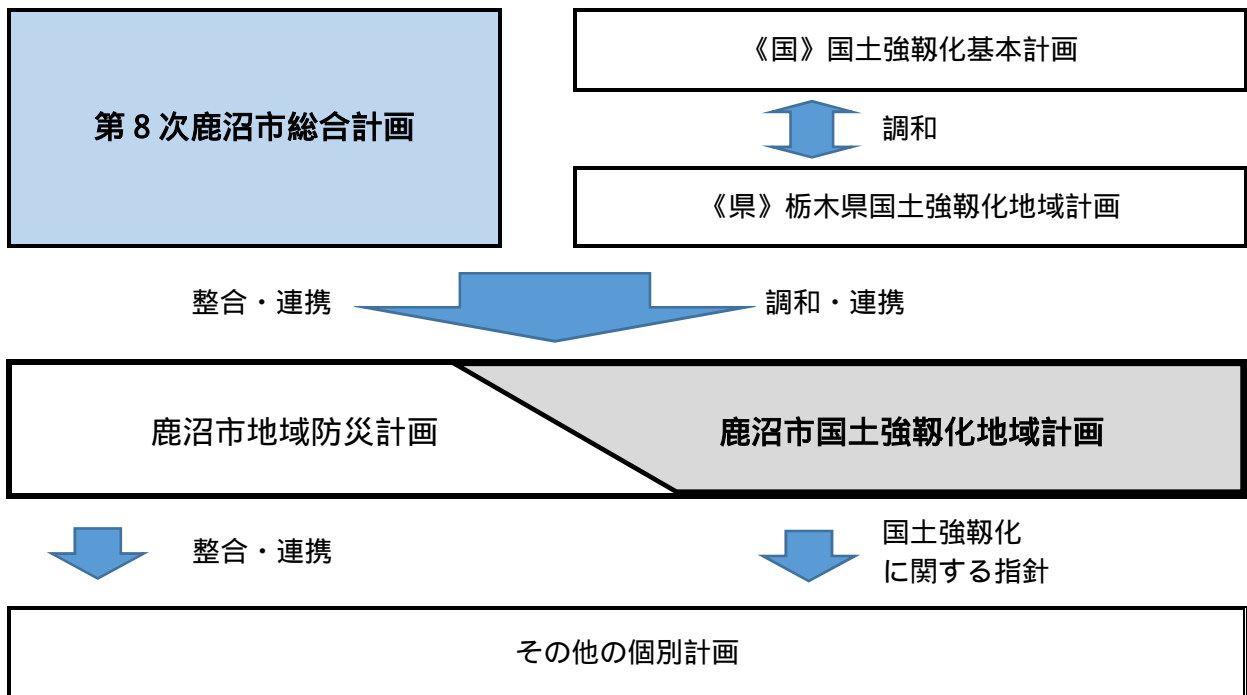 第 8 次鹿沼市総合計画
《国》国土強靱化基本計画
調和
《県》栃木県国土強靱化地域計画
整合・連携
調和・連携
鹿沼市地域防災計画
鹿沼市国土強靱化地域計画
整合・連携
国土強靱化
に関する指針
その他の個別計画